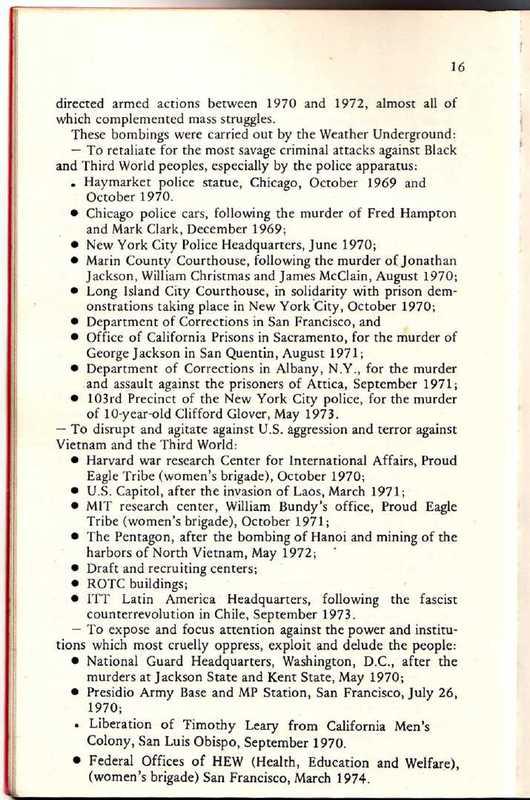 16
directed armed actions between 1970 and 1972, almost all of
which complemented mass struggles.
These bombings were carried out by the Weather Underground:
— To retaliate for the most savage criminal attacks against Black
and Third World peoples, especially by the police apparatus:
• Haymarket police statue, Chicago, October 1969 and
October 1970.
• Chicago police cars, following the murder of Fred Hampton
and Mark Clark, December 1969;
• New York City Police Headquarters, June 1970;
• Marin County Courthouse, following the murder of Jonathan
Jackson, William Christmas and James McClain, August 1970;
• Long Island City Courthouse, in solidarity with prison dem-
onstrations taking place in New York City, October 1970;
• Department of Corrections in San Francisco, and
• Office of California Prisons in Sacramento, for the murder of
George Jackson in San Quentin, August 1971;
• Department of Corrections in Albany, N.Y., for the murder
and assault against the prisoners of Attica, September 1971;
• 103rd Precinct of the New York City police, for the murder
of 10-year-old Clifford Glover, May 1973.
— To disrupt and agitate against U.S. aggression and terror against
Vietnam and the Third World:
• Harvard war research Center for International Affairs, Proud
Eagle Tribe (women's brigade), October 1970;
• U.S. Capitol, after the invasion of Laos, March 1971;
• MIT research center, William Bundy's office, Proud Eagle
Tribe (women's brigade), October 1971;
• The Pentagon, after the bombing of Hanoi and mining of the
harbors of North Vietnam, May 1972;
• Draft and recruiting centers;
• ROTC buildings;
• ITT Latin America Headquarters, following the fascist
counterrevolution in Chile, September 1973.
— To expose and focus attention against the power and institu-
tions which most cruelly oppress, exploit and delude the people:
• National Guard Headquarters, Washington, D.C., after the
murders at Jackson State and Kent State, May 1970;
• Presidio Army Base and MP Station, San Francisco, July 26,
1970;
• Liberation of Timothy Leary from California Men's
Colony, San Luis Obispo, September 1970.
• Federal Offices of HEW (Health, Education and Welfare),
(women's brigade) San Francisco, March 1974.